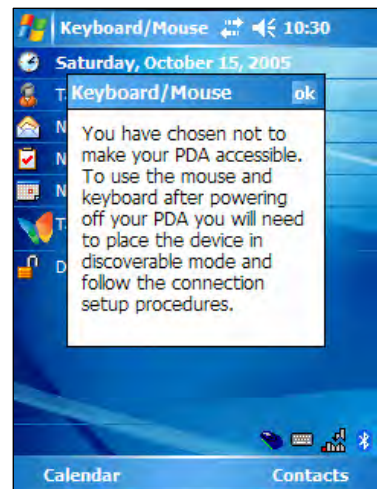 Keyboard/Mouse 10:30
Saturday, October 15, 2005
Keyboard/Mouse ok
T
N
N
N
T
D
You have chosen not to
make your PDA accessible.
To use the mouse and
keyboard after powering
off your PDA you will need
to place the device in
discoverable mode and
follow the connection
setup procedures.
Calendar Contacts